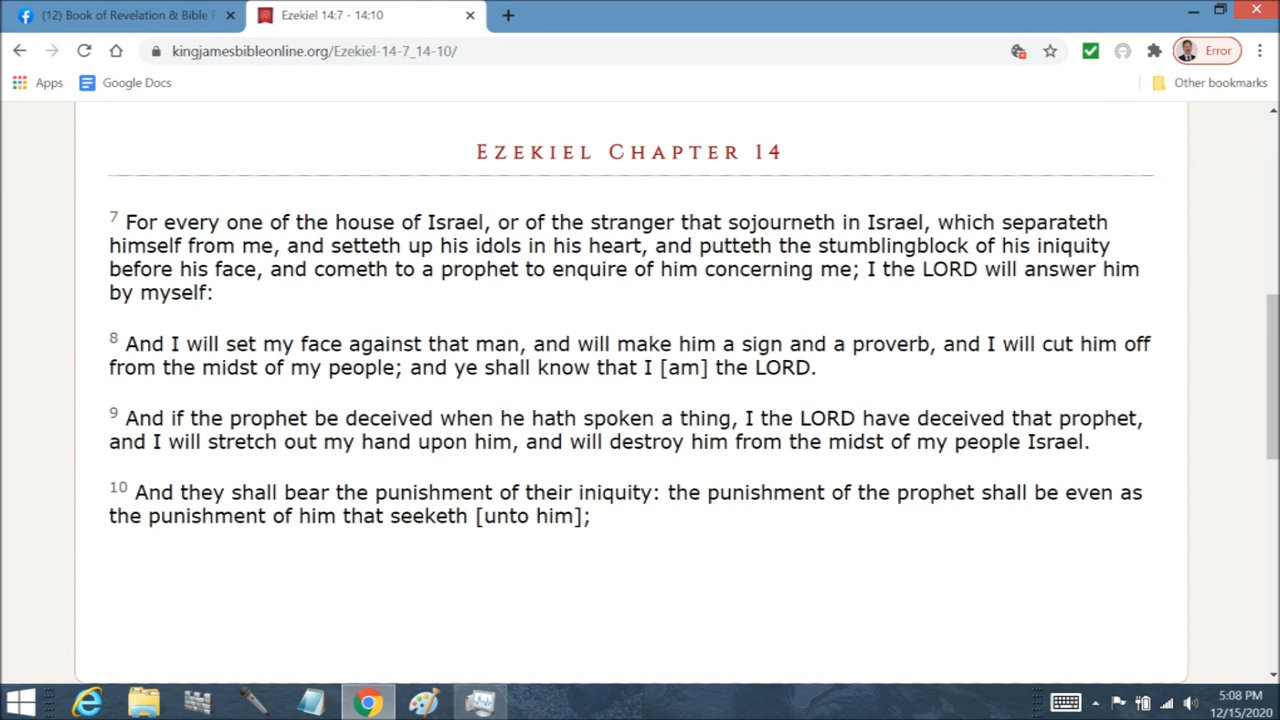 (12) Book of Revelation & Bible
Ezekiel 14:7 - 14:10
kingjamesbibleonline.org/Ezekiel-14-7_14-10/
Error
Apps
Google Docs
Other bookmarks
Ezekiel Chapter 14
7 For every one of the house of Israel, or of the stranger that sojourneth in Israel, which separateth
himself from me, and setteth up his idols in his heart, and putteth the stumblingblock of his iniquity
before his face, and cometh to a prophet to enquire of him concerning me; I the LORD will answer him
by myself:
8 And I will set my face against that man, and will make him a sign and a proverb, and I will cut him off
from the midst of my people; and ye shall know that I [am] the LORD.
9 And if the prophet be deceived when he hath spoken a thing, I the LORD have deceived that prophet,
and I will stretch out my hand upon him, and will destroy him from the midst of my people Israel.
10 And they shall bear the punishment of their iniquity: the punishment of the prophet shall be even as
the punishment of him that seeketh [unto him];
5:08 PM
12/15/2020